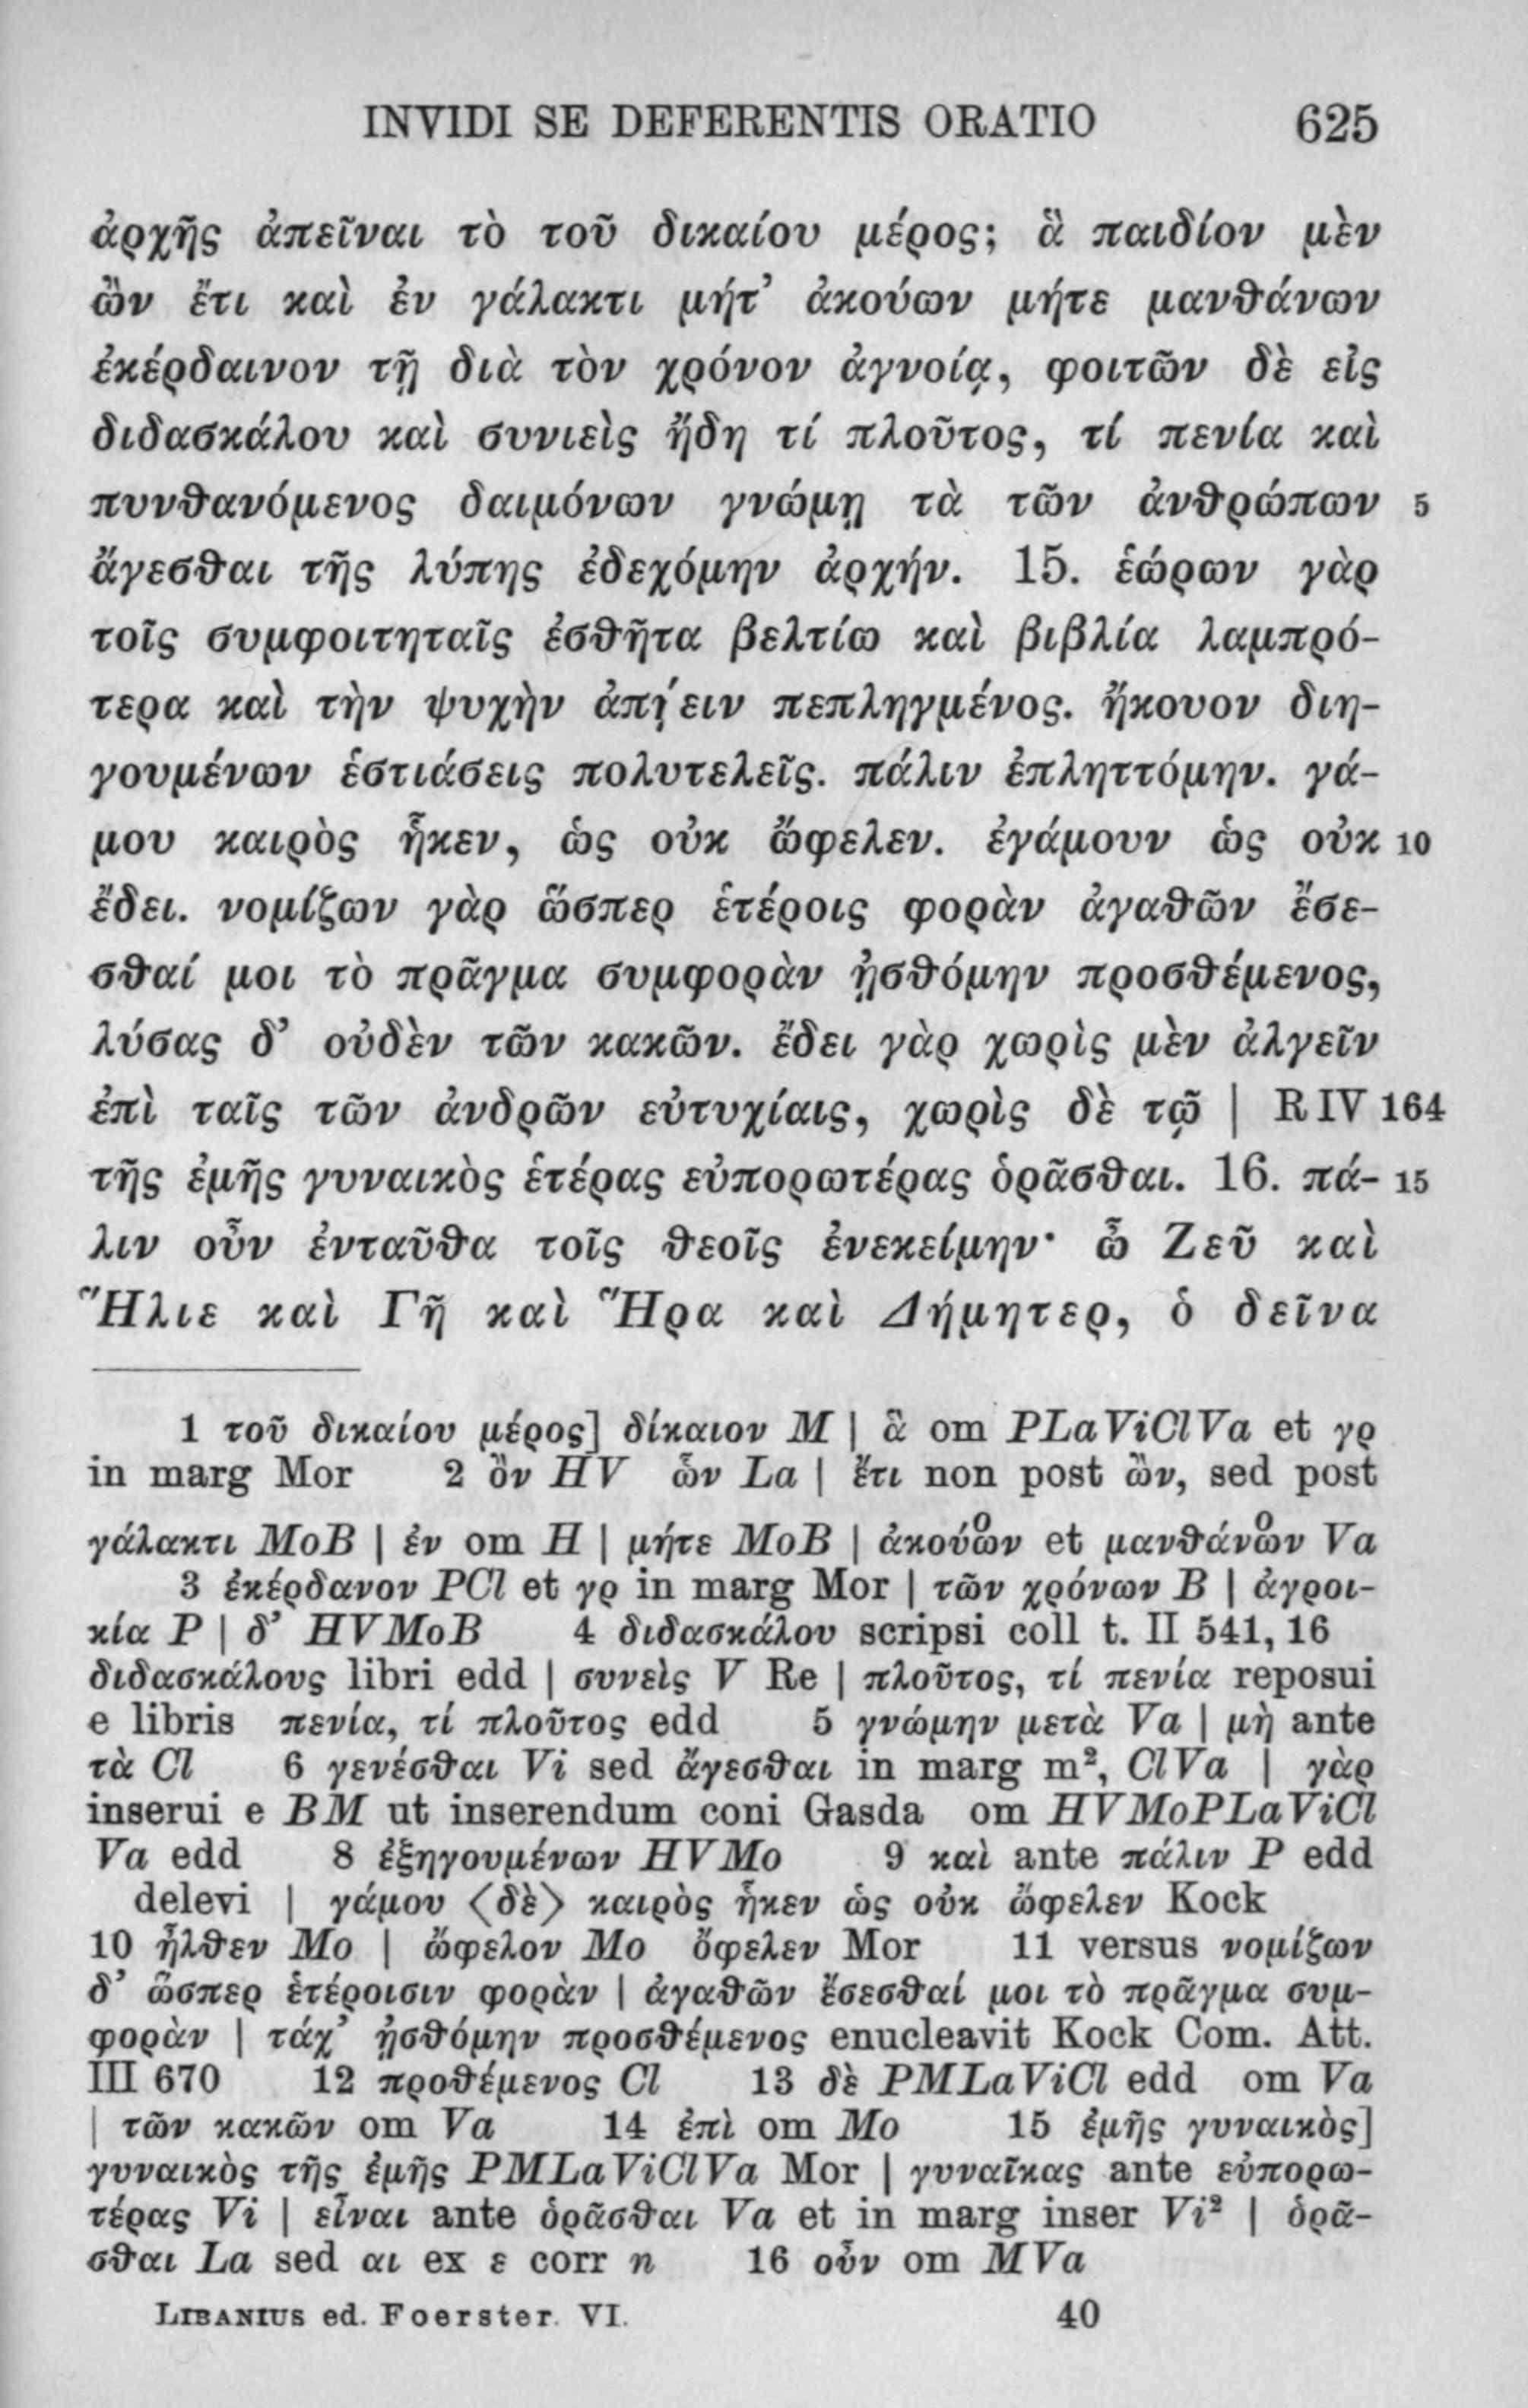 INVIDI SE DEFERENTIS ORATIO 625
ἀρχῆς ἀπεῖναι τὸ τοῦ δικαίου μέρος; ἃ παιδίον μὲν
ὢν ἔτι καὶ ἐν γάλακτι μήτ’ ἀκούων μήτε μανθάνων
ἐκέρδαινον τῇ διὰ τὸν χρόνον ἀγνοίᾳ, φοιτῶν δὲ εἰς
διδασκάλου καὶ συνιεὶς ἤδη τί πλοῦτος, τί πενία καὶ
πυνθανόμενος δαιμόνων γνώμῃ τὰ τῶν ἀνθρώπων 5
ἄγεσθαι τῆς λύπης ἐδεχόμην ἀρχήν. 15. ἑώρων γὰρ
τοῖς συμφοιτηταῖς ἐσθῆτα βελτίω καὶ βιβλία λαμπρό-
τερα καὶ τὴν ψυχὴν ἀπῄειν πεπληγμένος. ἤκουον διη-
γουμένων ἑστιάσεις πολυτελεῖς. πάλιν ἐπληττόμην. γά-
μου καιρὸς ἧκεν, ὡς οὐκ ὤφελεν. ἐγάμουν ὡς οὐκ 10
ἔδει. νομίζων γὰρ ὥσπερ ἑτέροις φορὰν ἀγαθῶν ἔσε-
σθαί μοι τὸ πρᾶγμα συμφορὰν ᾐσθόμην προσθέμενος,
λύσας δ’ οὐδὲν τῶν κακῶν. ἔδει γὰρ χωρὶς μὲν ἀλγεῖν
ἐπὶ ταῖς τῶν ἀνδρῶν εὐτυχίαις, χωρὶς δὲ τῷ | R IV 164
τῆς ἐμῆς γυναικὸς ἑτέρας εὐπορωτέρας ὁρᾶσθαι. 16. πά- 15
λιν οὖν ἐνταῦθα τοῖς θεοῖς ἐνεκείμην· ὦ Ζεῦ καὶ
Ἥλιε καὶ Γῆ καὶ Ἥρα καὶ Δήμητερ, ὁ δεῖνα
1 τοῦ δικαίου μέρος] δίκαιον M | ἃ om PLaViClVa et γρ
in marg Mor 2 ὂν HV ὧν La | ἔτι non post ὢν, sed post
γάλακτι MoB | ἐν om H | μήτε MoB | ἀκούω͑ν et μανθάνω͑ν Va
3 ἐκέρδανον PCl et γρ in marg Mor | τῶν χρόνων B | ἀγροι-
κία P | δ’ HVMoB 4 διδασκάλου scripsi coll t. II 541, 16
διδασκάλους libri edd | συνεὶς V Re | πλοῦτος, τί πενία reposui
e libris πενία, τί πλοῦτος edd 5 γνώμην μετὰ Va | μὴ ante
τὰ Cl 6 γενέσθαι Vi sed ἄγεσθαι in marg m², ClVa | γὰρ
inserui e BM ut inserendum coni Gasda om HVMoPLaViCl
Va edd 8 ἐξηγουμένων HVMo 9 καὶ ante πάλιν P edd
delevi | γάμου ⟨δὲ⟩ καιρὸς ἧκεν ὡς οὐκ ὤφελεν Kock
10 ἦλθεν Mo | ὤφελον Mo ὄφελεν Mor 11 versus νομίζων
δ’ ὥσπερ ἑτέροισιν φορὰν | ἀγαθῶν ἔσεσθαί μοι τὸ πρᾶγμα συμ-
φορὰν | τάχ’ ᾐσθόμην προσθέμενος enucleavit Kock Com. Att.
III 670 12 προθέμενος Cl 13 δὲ PMLaViCl edd om Va
| τῶν κακῶν om Va 14 ἐπὶ om Mo 15 ἐμῆς γυναικὸς]
γυναικὸς τῆς ἐμῆς PMLaViClVa Mor | γυναῖκας ante εὐπορω-
τέρας Vi | εἶναι ante ὁρᾶσθαι Va et in marg inser Vi² | ὁρᾶ-
σθαι La sed αι ex ε corr n 16 οὖν om MVa
LIBANIUS ed. Foerster. VI. 40